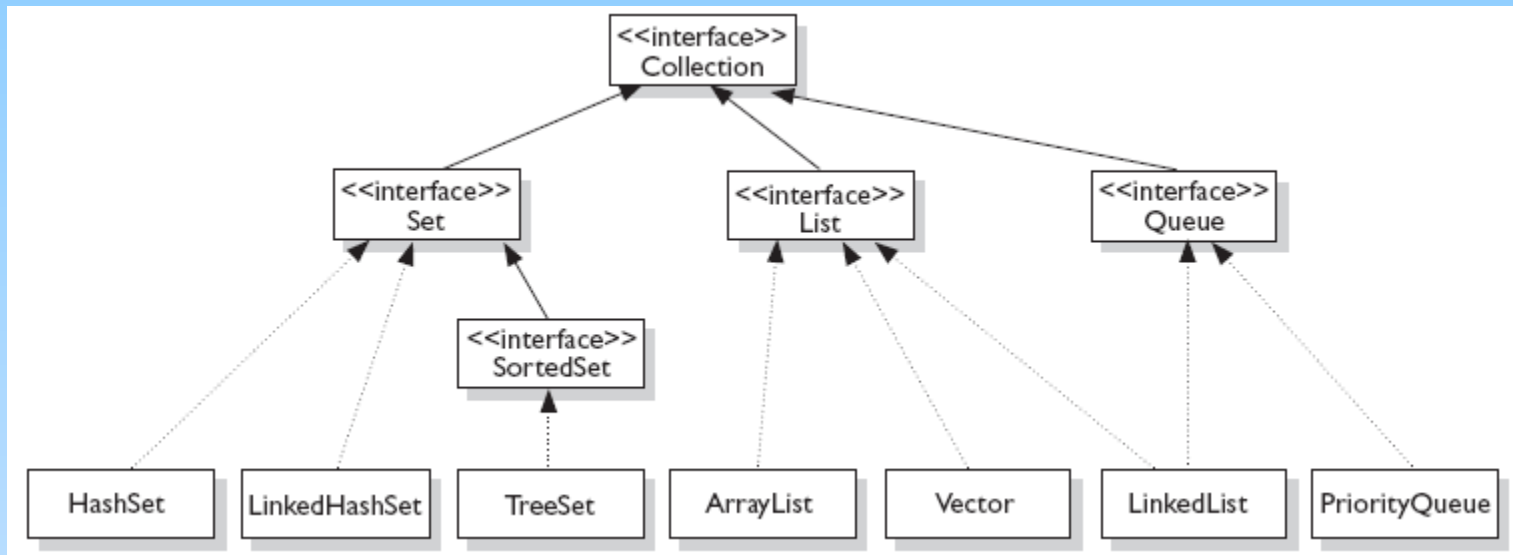 <<interface>>
Collection
<<interface>>
Set
<<interface>>
List
<<interface>>
Queue
<<interface>>
SortedSet
HashSet
LinkedHashSet
TreeSet
ArrayList
Vector
LinkedList
PriorityQueue